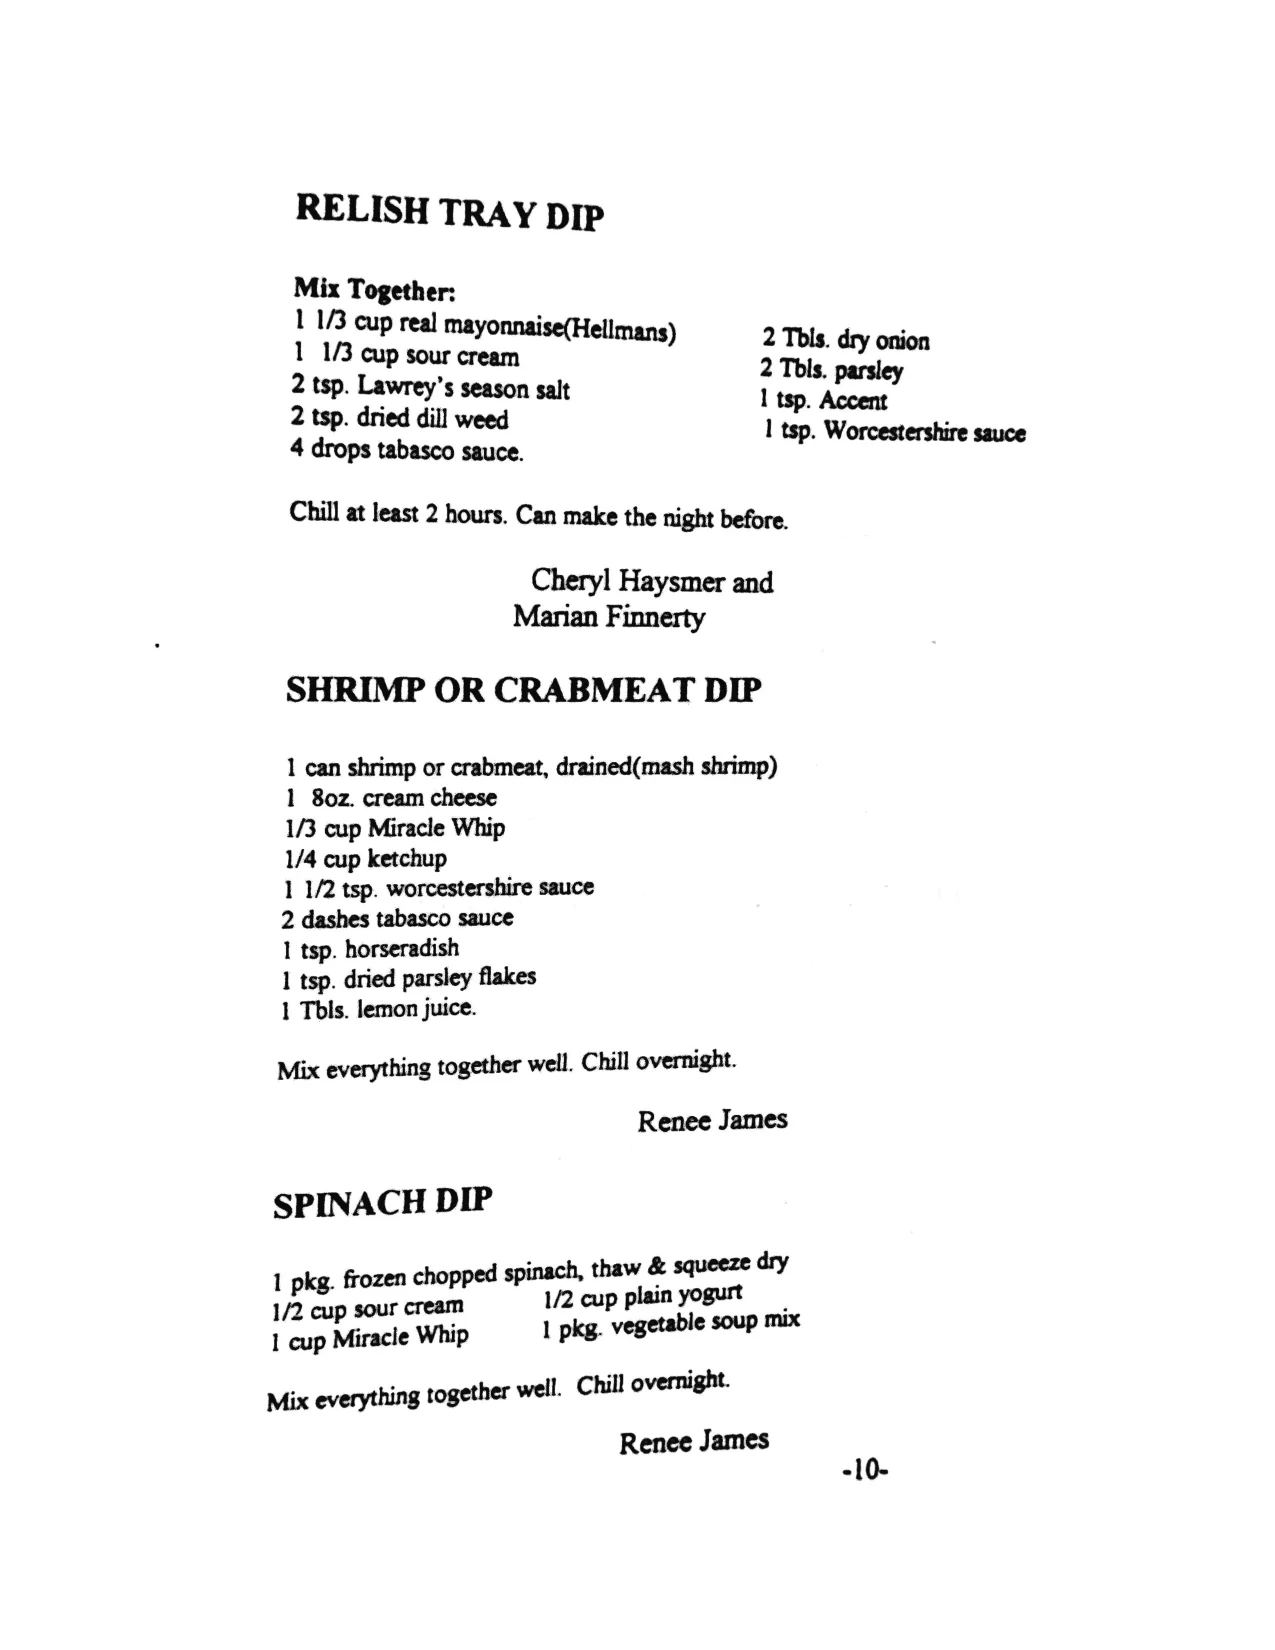 RELISH TRAY DIP
Mix Together:
1 1/3 cup real mayonnaise(Hellmans)
1 1/3 cup sour cream
2 tsp. Lawrey's season salt
2 tsp. dried dill weed
4 drops tabasco sauce.
2 Tbls. dry onion
2 Tbls. parsley
1 tsp. Accent
1 tsp. Worcestershire sauce
Chill at least 2 hours. Can make the night before.
Cheryl Haysmer and
Marian Finnerty
SHRIMP OR CRABMEAT DIP
1 can shrimp or crabmeat, drained(mash shrimp)
1 8oz. cream cheese
1/3 cup Miracle Whip
1/4 cup ketchup
1 1/2 tsp. worcestershire sauce
2 dashes tabasco sauce
1 tsp. horseradish
1 tsp. dried parsley flakes
1 Tbls. lemon juice.
Mix everything together well. Chill overnight.
Renee James
SPINACH DIP
1 pkg. frozen chopped spinach, thaw & squeeze dry
1/2 cup sour cream 1/2 cup plain yogurt
1 cup Miracle Whip 1 pkg. vegetable soup mix
Mix everything together well. Chill overnight.
Renee James
-10-